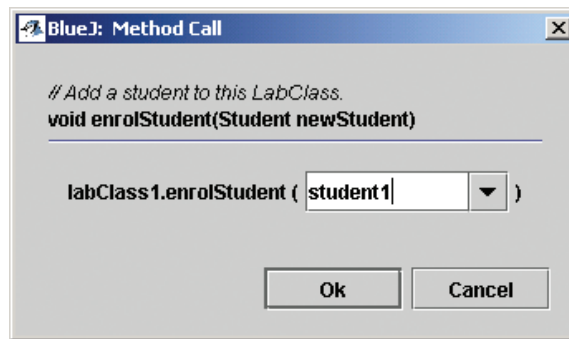 BlueJ: Method Call
// Add a student to this LabClass.
void enrolStudent(Student newStudent)
labClass1.enrolStudent ( student1 )
Ok Cancel